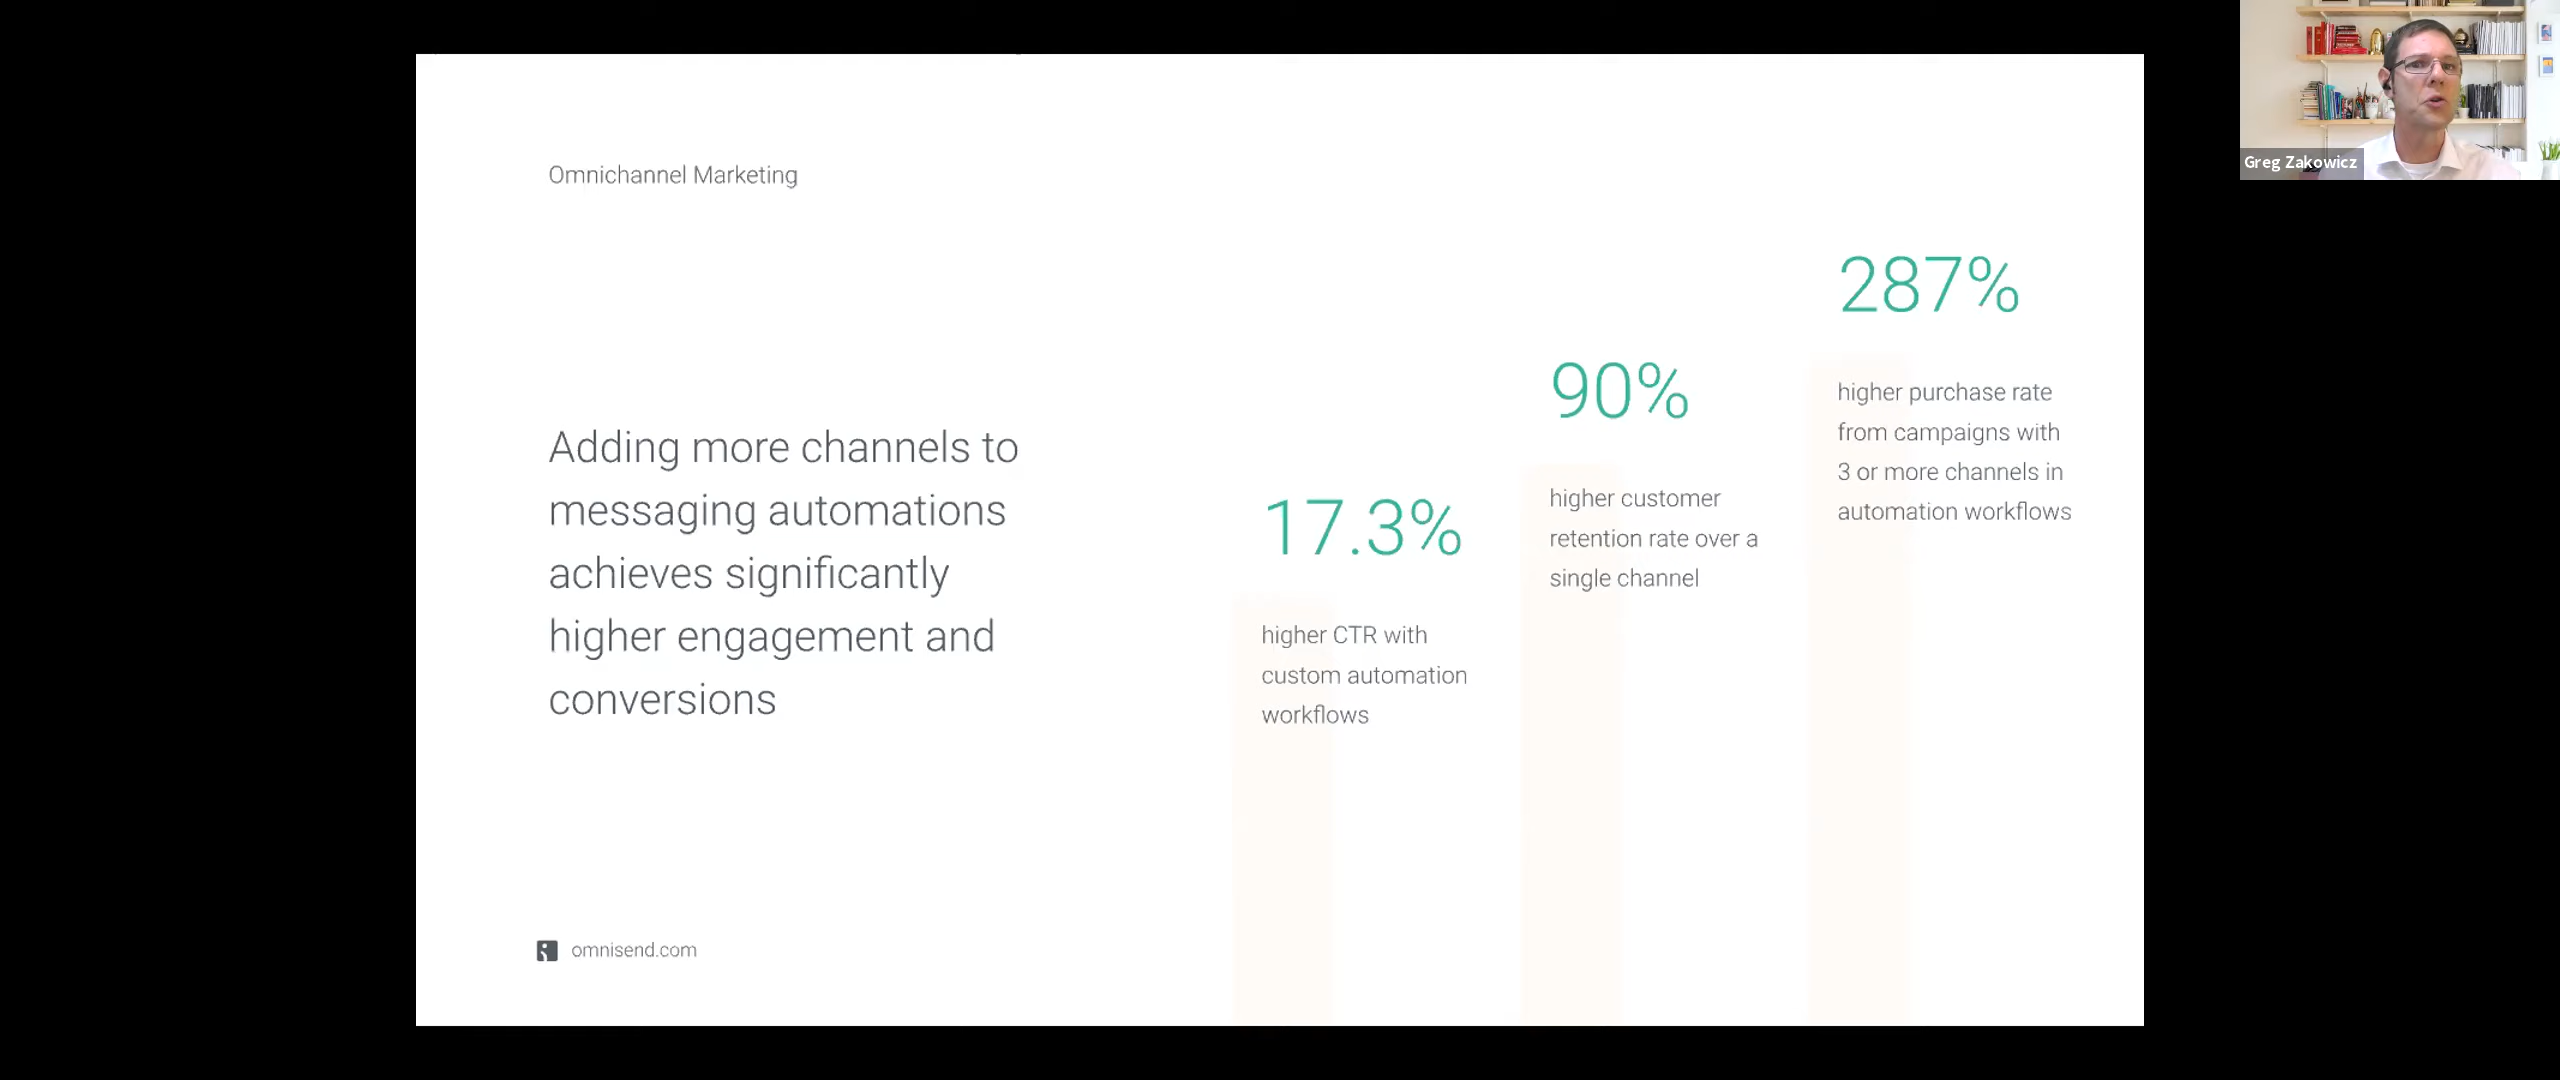 Omnichannel Marketing
Adding more channels to
messaging automations
achieves significantly
higher engagement and
conversions
17.3%
higher CTR with
custom automation
workflows
90%
higher customer
retention rate over a
single channel
287%
higher purchase rate
from campaigns with
3 or more channels in
automation workflows
omnisend.com
Greg Zakowicz